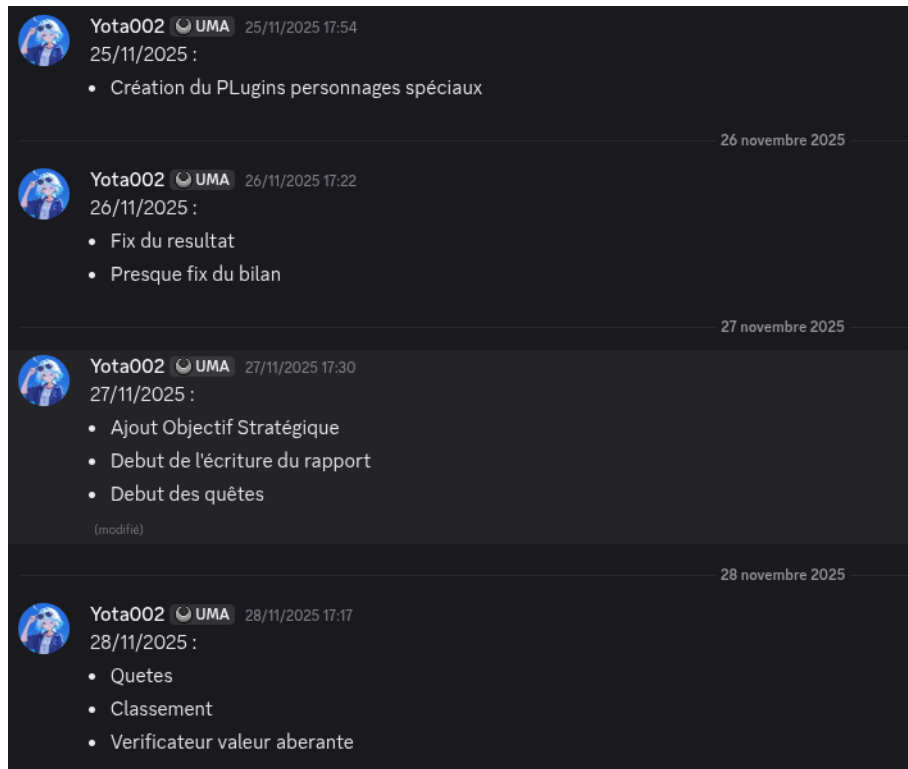 Yota002 UMA 25/11/2025 17:54
25/11/2025 :
• Création du PLugins personnages spéciaux
26 novembre 2025
Yota002 UMA 26/11/2025 17:22
26/11/2025 :
• Fix du resultat
• Presque fix du bilan
27 novembre 2025
Yota002 UMA 27/11/2025 17:30
27/11/2025 :
• Ajout Objectif Stratégique
• Debut de l'écriture du rapport
• Debut des quêtes
(modifié)
28 novembre 2025
Yota002 UMA 28/11/2025 17:17
28/11/2025 :
• Quetes
• Classement
• Verificateur valeur aberante